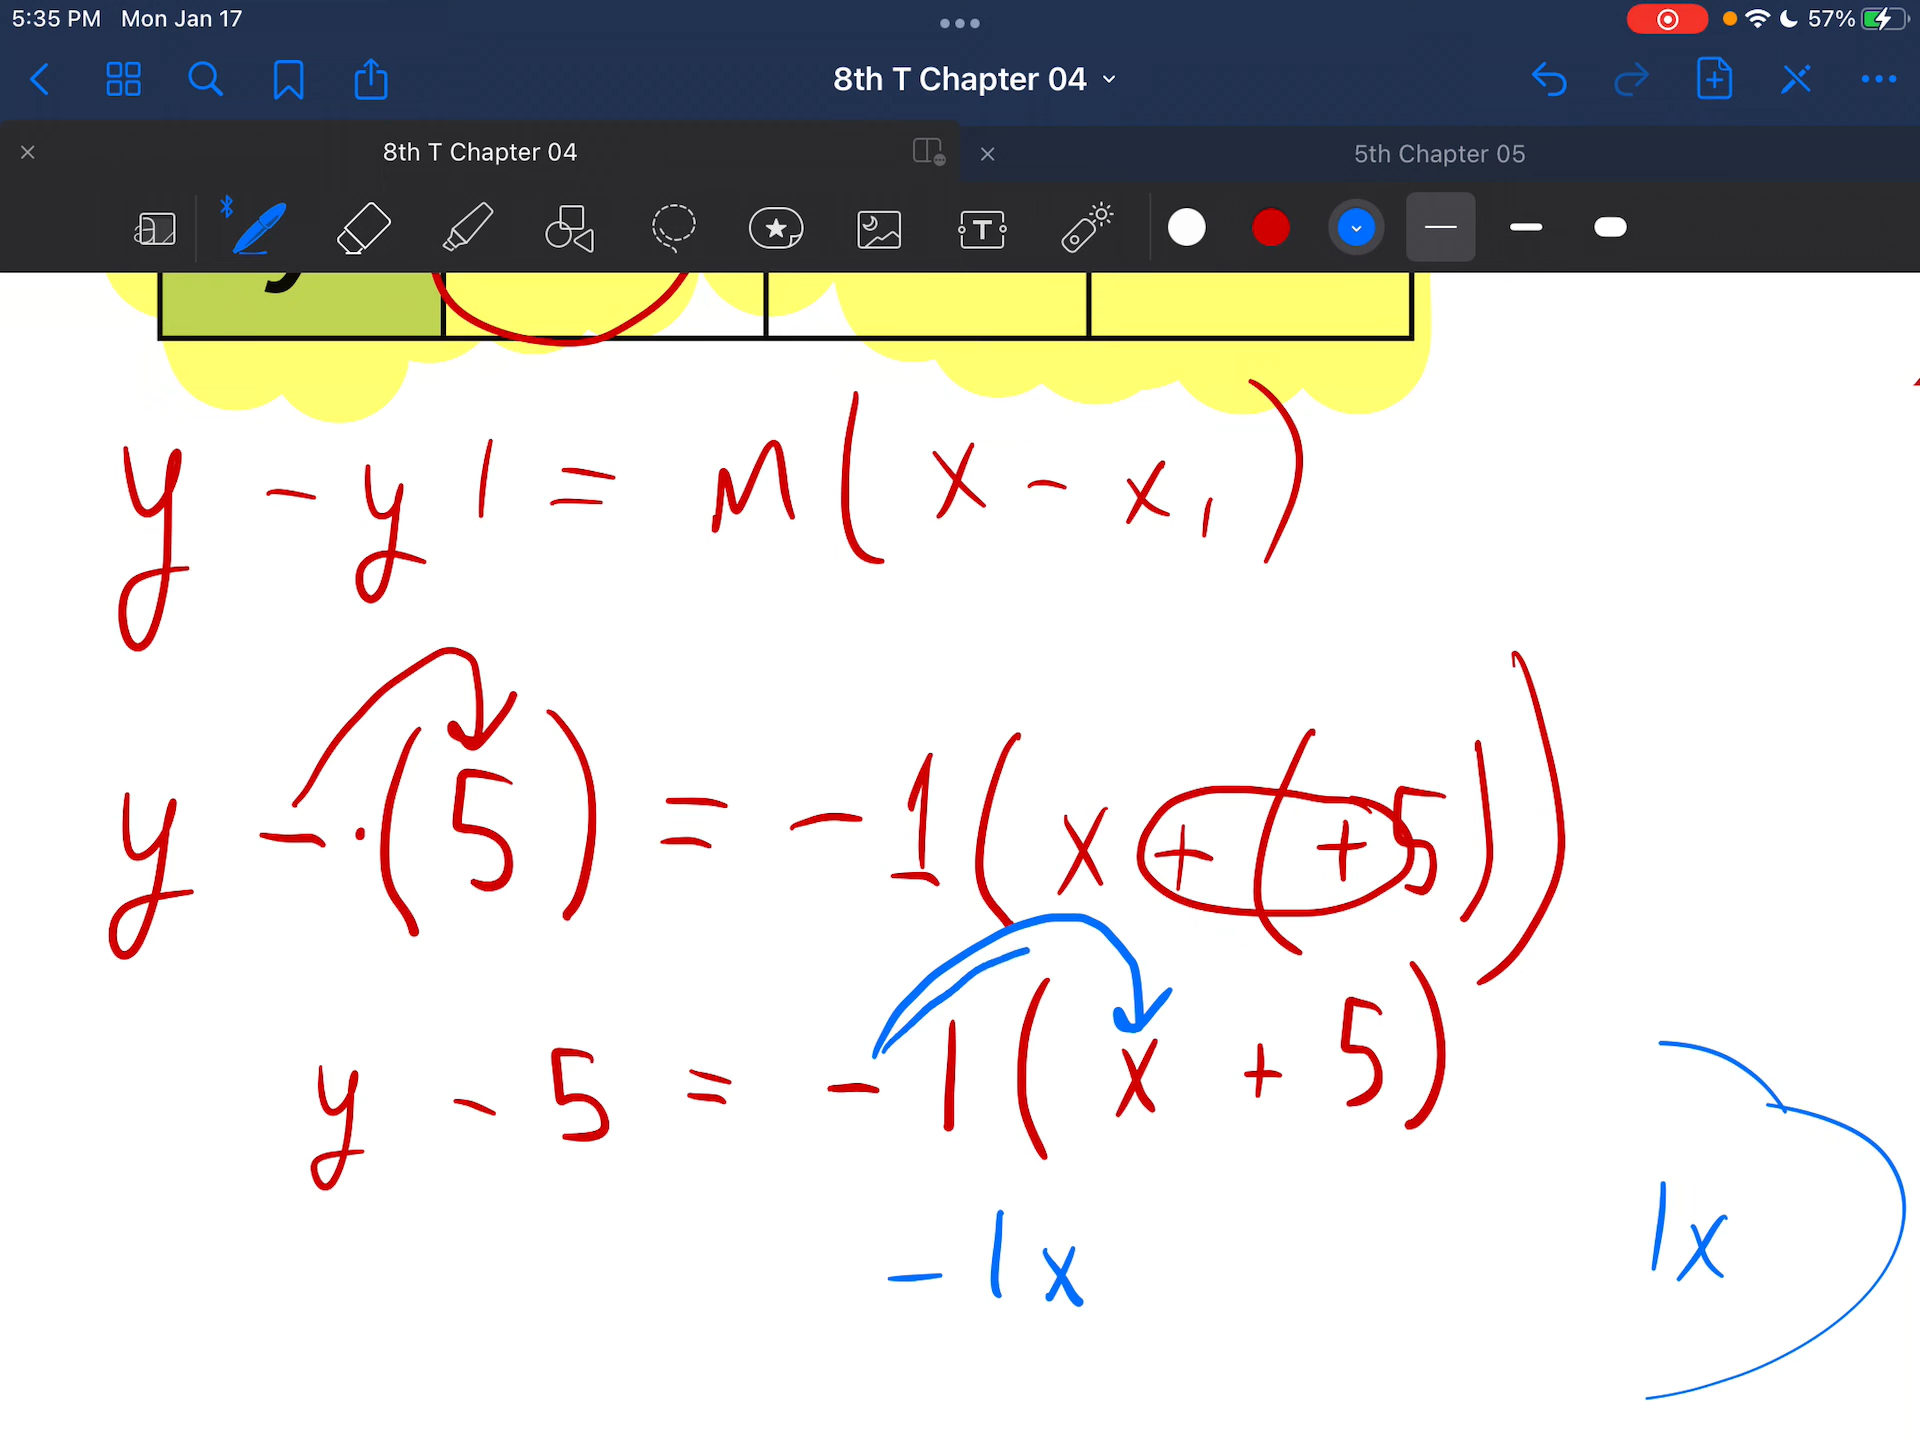 5:35 PM Mon Jan 17
57%
8th T Chapter 04
8th T Chapter 04
5th Chapter 05
y - y1 = m(x - x₁)
y - · (5) = -1(x + (+5))
y - 5 = -1(x + 5)
-1x
1x